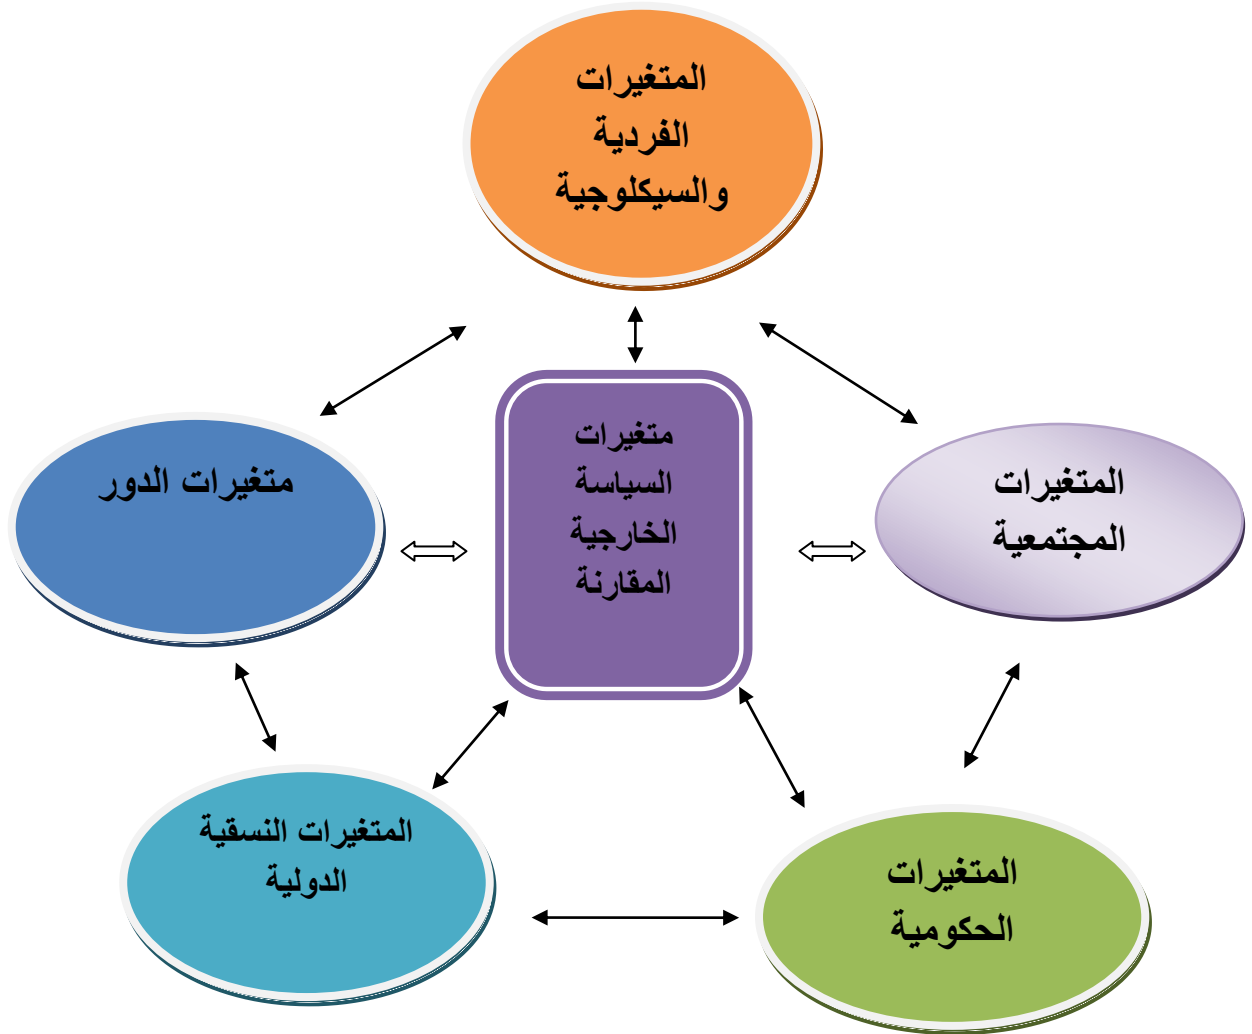 المتغيرات
الفردية
والسيكلوجية
متغيرات
السياسة
الخارجية
المقارنة
المتغيرات
المجتمعية
متغيرات الدور
المتغيرات النسقية
الدولية
المتغيرات
الحكومية